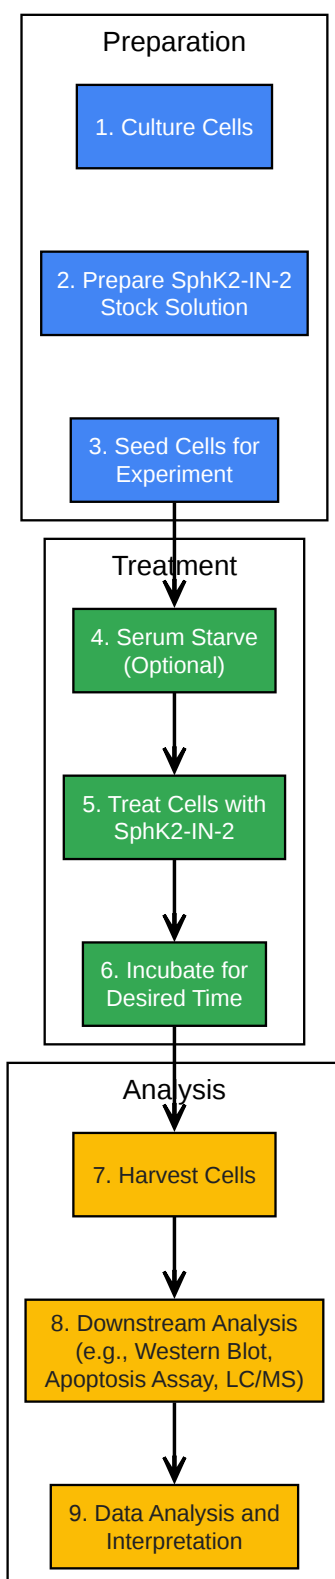 Preparation
1. Culture Cells
2. Prepare SphK2-IN-2
Stock Solution
3. Seed Cells for
Experiment
Treatment
4. Serum Starve
(Optional)
5. Treat Cells with
SphK2-IN-2
6. Incubate for
Desired Time
Analysis
7. Harvest Cells
8. Downstream Analysis
(e.g., Western Blot,
Apoptosis Assay, LC/MS)
9. Data Analysis and
Interpretation